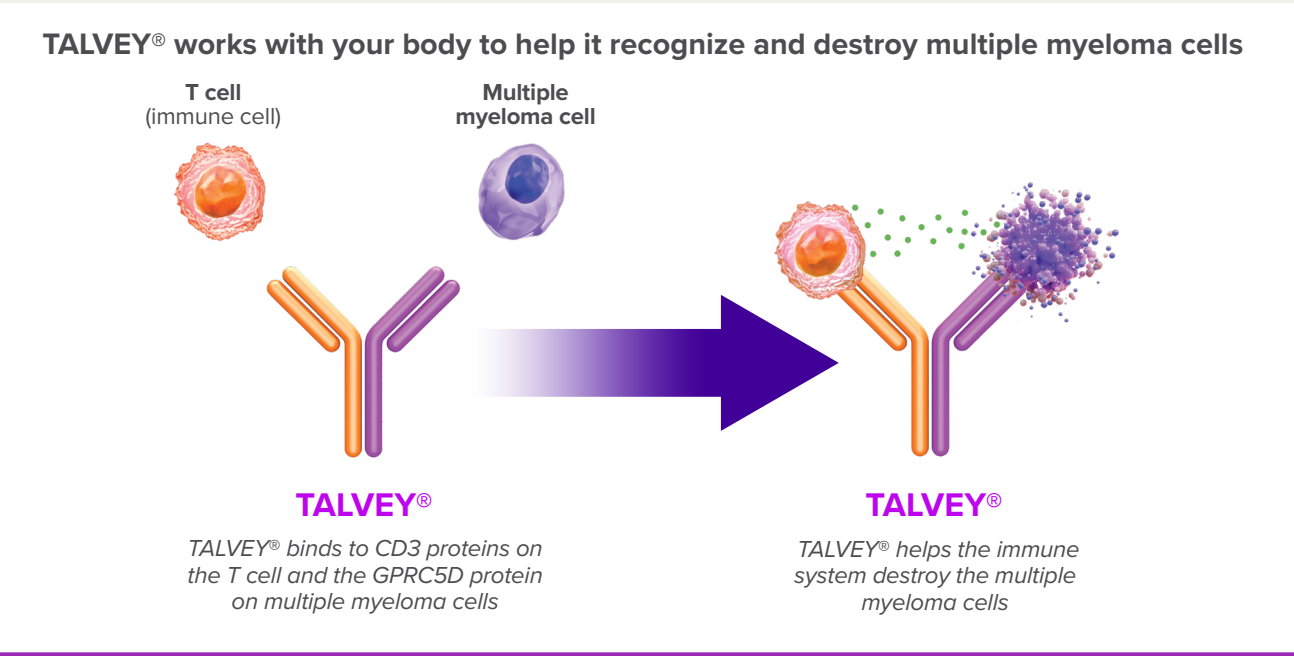 TALVEY® works with your body to help it recognize and destroy multiple myeloma cells
T cell
(immune cell)
Multiple
myeloma cell
TALVEY®
TALVEY® binds to CD3 proteins on
the T cell and the GPRC5D protein
on multiple myeloma cells
TALVEY®
TALVEY® helps the immune
system destroy the multiple
myeloma cells